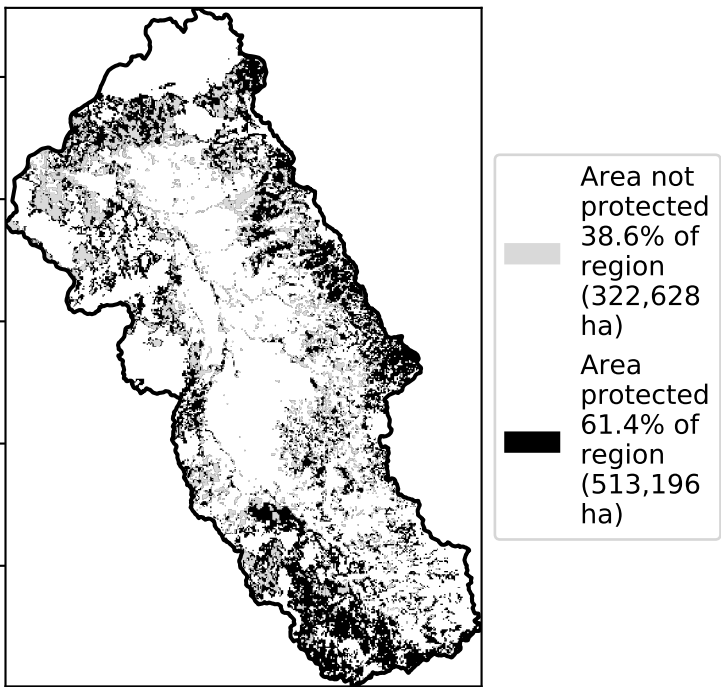 Area not
protected
38.6% of
region
(322,628
ha)
Area
protected
61.4% of
region
(513,196
ha)